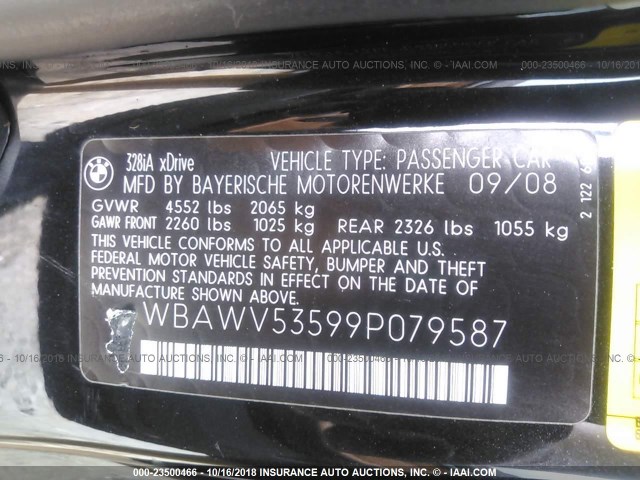 000-23500466 - 10/16/2018 INSURANCE AUTO AUCTIONS, INC. - © - IAAI.COM
328iA xDrive VEHICLE TYPE: PASSENGER CAR
MFD BY BAYERISCHE MOTORENWERKE 09/08
GVWR 4552 lbs 2065 kg
GAWR FRONT 2260 lbs 1025 kg REAR 2326 lbs 1055 kg
THIS VEHICLE CONFORMS TO ALL APPLICABLE U.S.
FEDERAL MOTOR VEHICLE SAFETY, BUMPER AND THEFT
PREVENTION STANDARDS IN EFFECT ON THE DATE OF
MANUFACTURE SHOWN ABOVE.
WBAWV53599P079587
2 122
000-23500466 - 10/16/2018 INSURANCE AUTO AUCTIONS, INC. - © - IAAI.COM